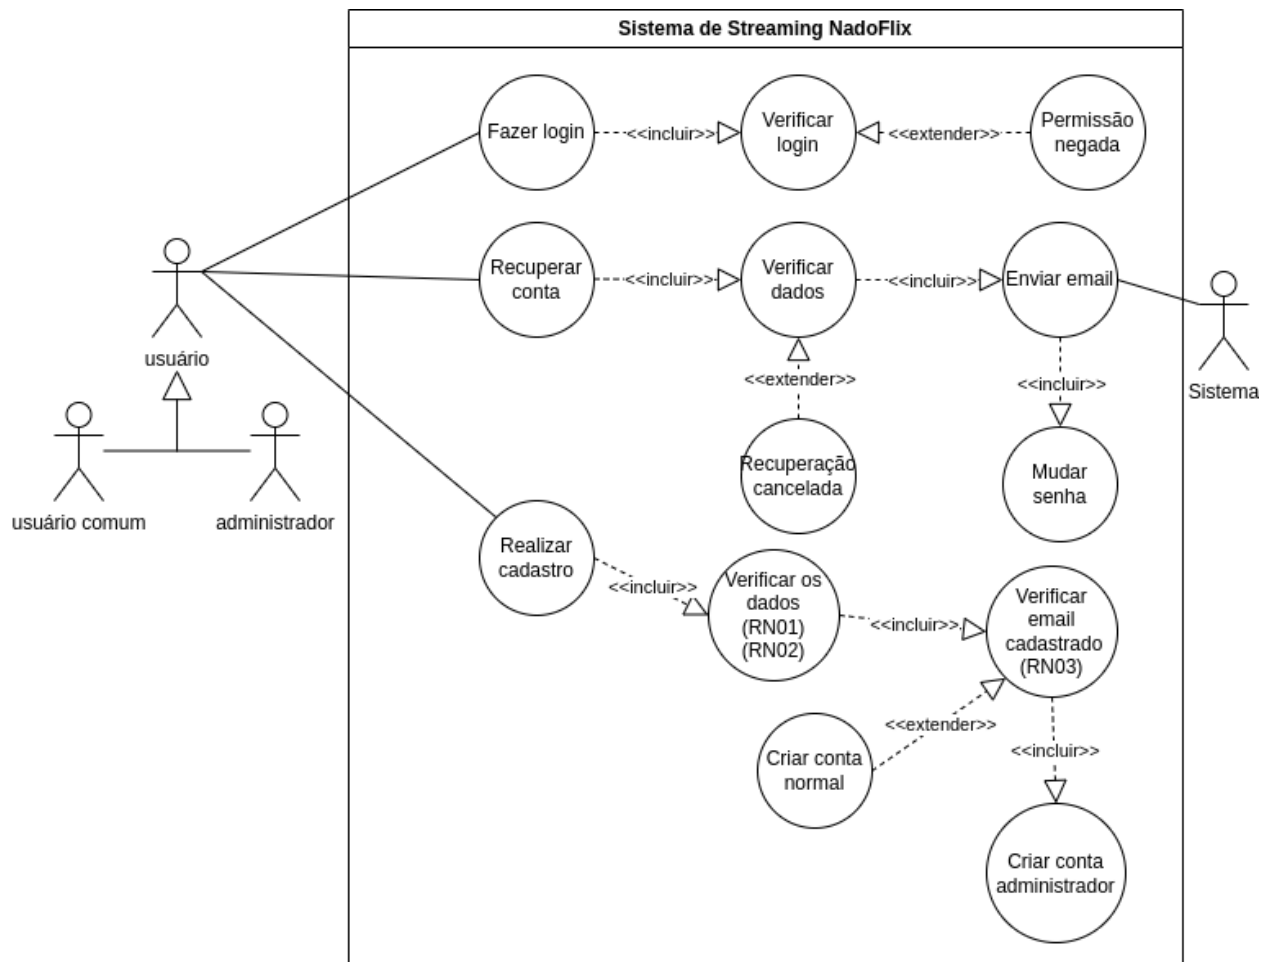 Sistema de Streaming NadoFlix
Fazer login
<<incluir>>
Verificar
login
<<extender>>
Permissão
negada
Recuperar
conta
<<incluir>>
Verificar
dados
<<incluir>>
Enviar email
Sistema
usuário
<<extender>>
<<incluir>>
Recuperação
cancelada
Mudar
senha
usuário comum
administrador
Realizar
cadastro
<<incluir>>
Verificar os
dados
(RN01)
(RN02)
<<incluir>>
Verificar
email
cadastrado
(RN03)
<<extender>>
<<incluir>>
Criar conta
normal
Criar conta
administrador